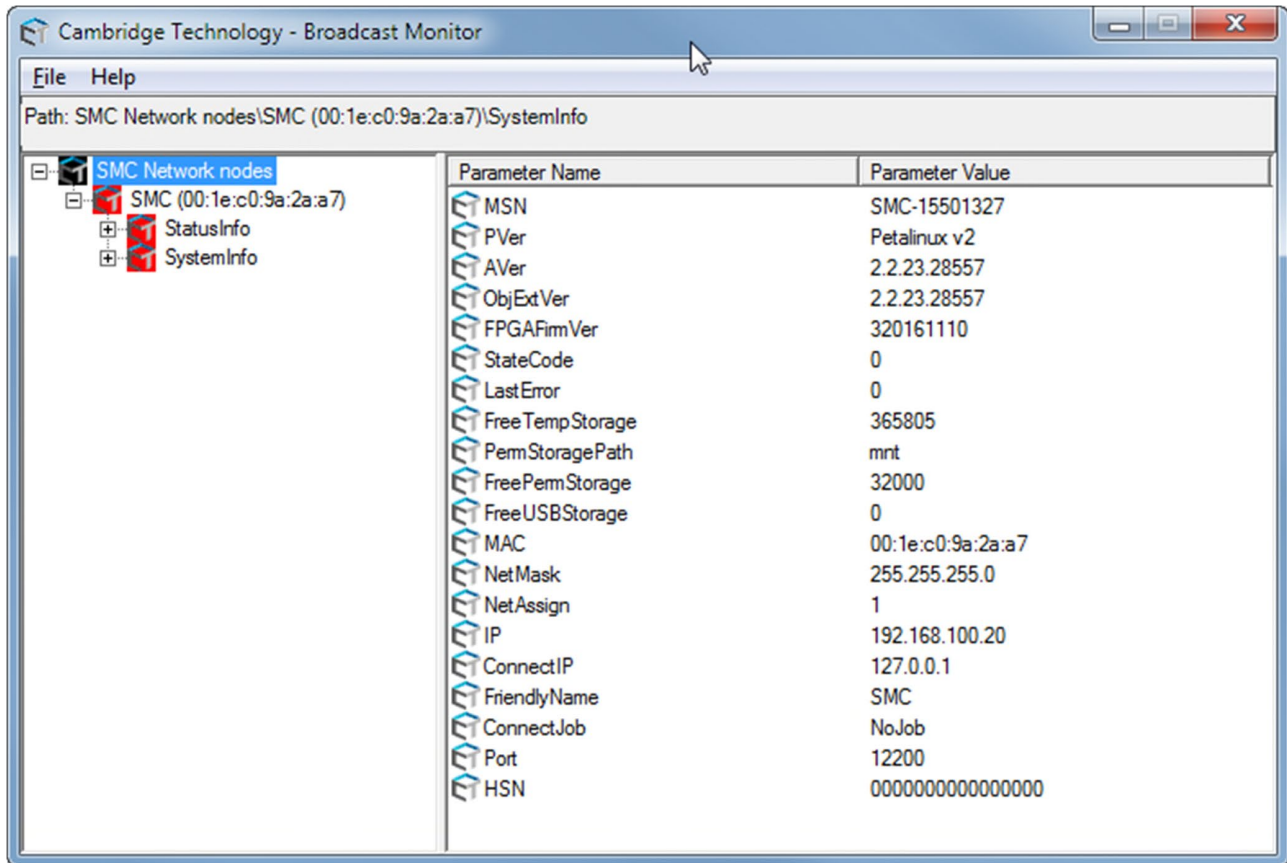 Cambridge Technology - Broadcast Monitor
File Help
Path: SMC Network nodes\SMC (00:1e:c0:9a:2a:a7)\SystemInfo
SMC Network nodes
SMC (00:1e:c0:9a:2a:a7)
StatusInfo
SystemInfo
Parameter Name Parameter Value
MSN SMC-15501327
PVer Petalinux v2
AVer 2.2.23.28557
ObjExtVer 2.2.23.28557
FPGAFirmVer 320161110
StateCode 0
LastError 0
FreeTempStorage 365805
PermStoragePath mnt
FreePermStorage 32000
FreeUSBStorage 0
MAC 00:1e:c0:9a:2a:a7
NetMask 255.255.255.0
NetAssign 1
IP 192.168.100.20
ConnectIP 127.0.0.1
FriendlyName SMC
ConnectJob NoJob
Port 12200
HSN 0000000000000000